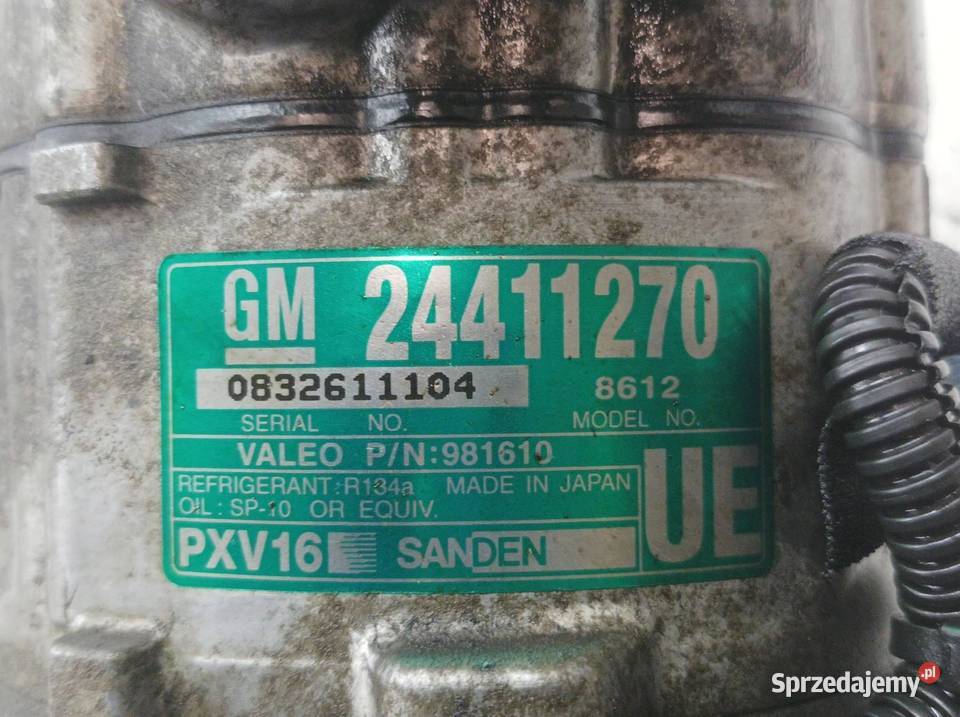 GM 24411270
0832611104 8612
SERIAL NO. MODEL NO.
VALEO P/N:981610
REFRIGERANT:R134a MADE IN JAPAN
OIL: SP-10 OR EQUIV.
UE
PXV16 SANDEN
Sprzedajemy.pl